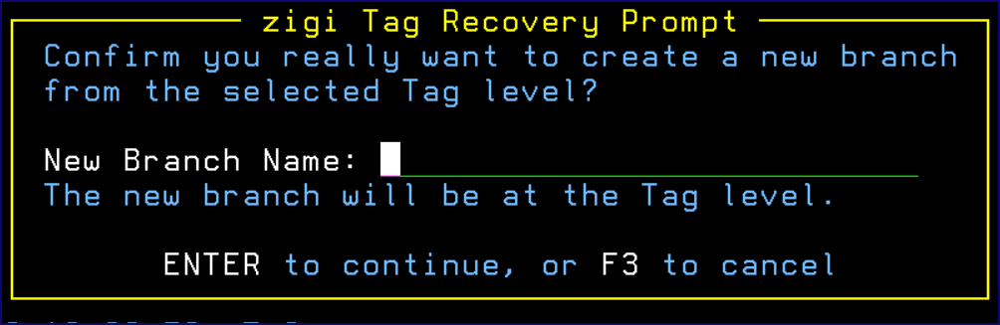 zigi Tag Recovery Prompt
Confirm you really want to create a new branch
from the selected Tag level?
New Branch Name:
The new branch will be at the Tag level.
ENTER to continue, or F3 to cancel